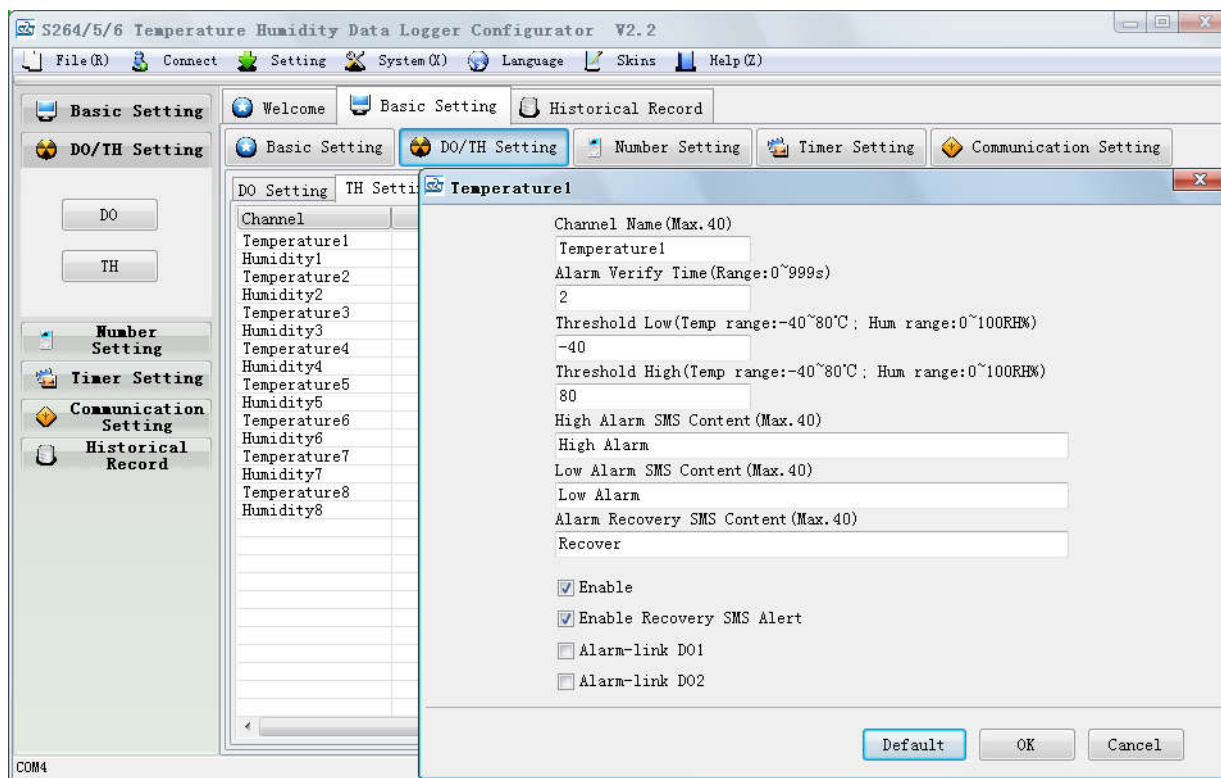 S264/5/6 Temperature Humidity Data Logger Configurator V2.2
File(R) Connect Setting System(X) Language Skins Help(Z)
Basic Setting
DO/TH Setting
DO
TH
Number
Setting
Timer Setting
Communication
Setting
Historical
Record
Welcome Basic Setting Historical Record
Basic Setting DO/TH Setting Number Setting Timer Setting Communication Setting
DO Setting TH Setti
Channel
Temperature1
Humidity1
Temperature2
Humidity2
Temperature3
Humidity3
Temperature4
Humidity4
Temperature5
Humidity5
Temperature6
Humidity6
Temperature7
Humidity7
Temperature8
Humidity8
Temperature1
Channel Name(Max.40)
Temperature1
Alarm Verify Time(Range:0~999s)
2
Threshold Low(Temp range:-40~80℃; Hum range:0~100RH%)
-40
Threshold High(Temp range:-40~80℃; Hum range:0~100RH%)
80
High Alarm SMS Content(Max.40)
High Alarm
Low Alarm SMS Content(Max.40)
Low Alarm
Alarm Recovery SMS Content(Max.40)
Recover
Enable
Enable Recovery SMS Alert
Alarm-link DO1
Alarm-link DO2
Default OK Cancel
COM4